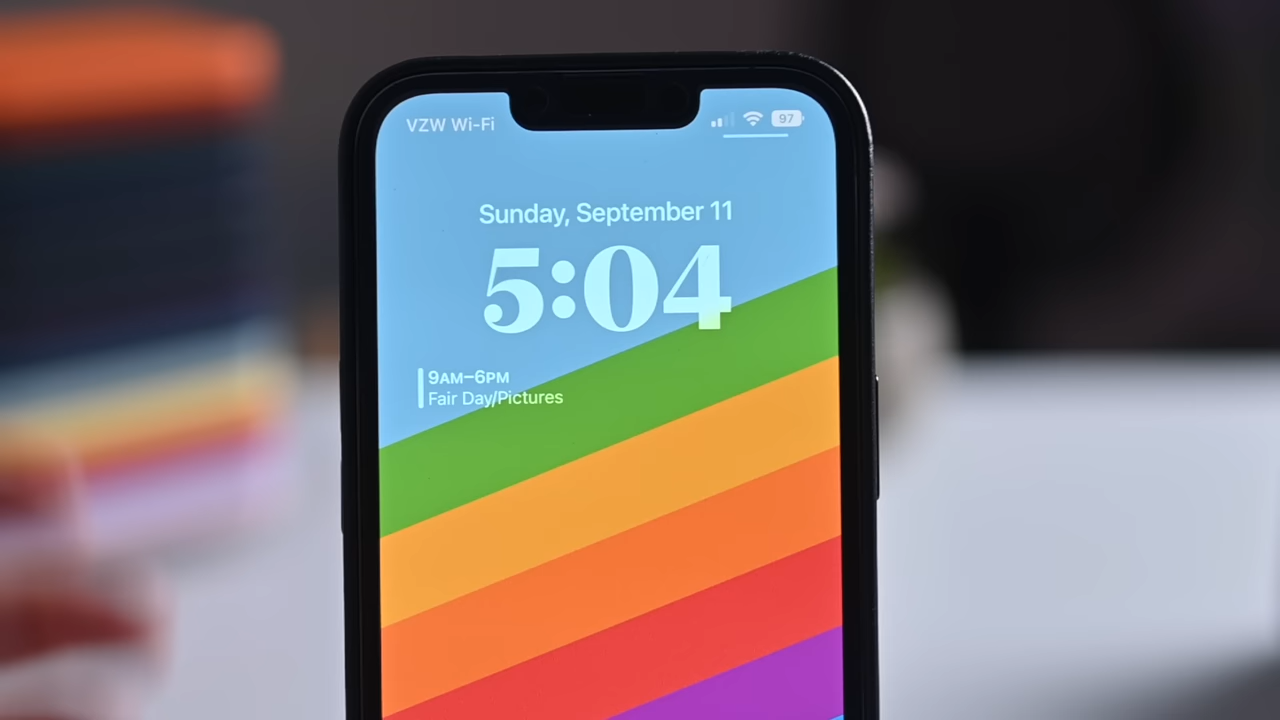 VZW Wi-Fi
97
Sunday, September 11
5:04
9AM–6PM
Fair Day/Pictures